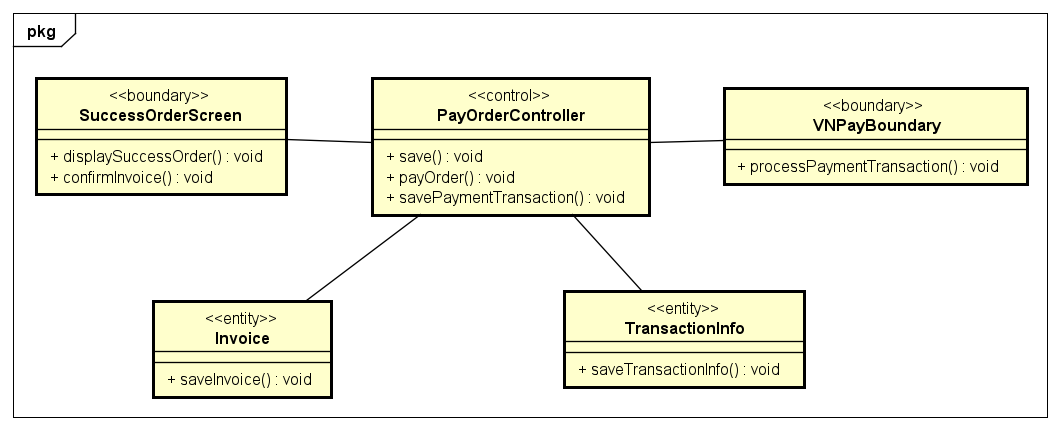 pkg
<<boundary>>
SuccessOrderScreen
+ displaySuccessOrder() : void
+ confirmInvoice() : void
<<control>>
PayOrderController
+ save() : void
+ payOrder() : void
+ savePaymentTransaction() : void
<<boundary>>
VNPayBoundary
+ processPaymentTransaction() : void
<<entity>>
Invoice
+ saveInvoice() : void
<<entity>>
TransactionInfo
+ saveTransactionInfo() : void